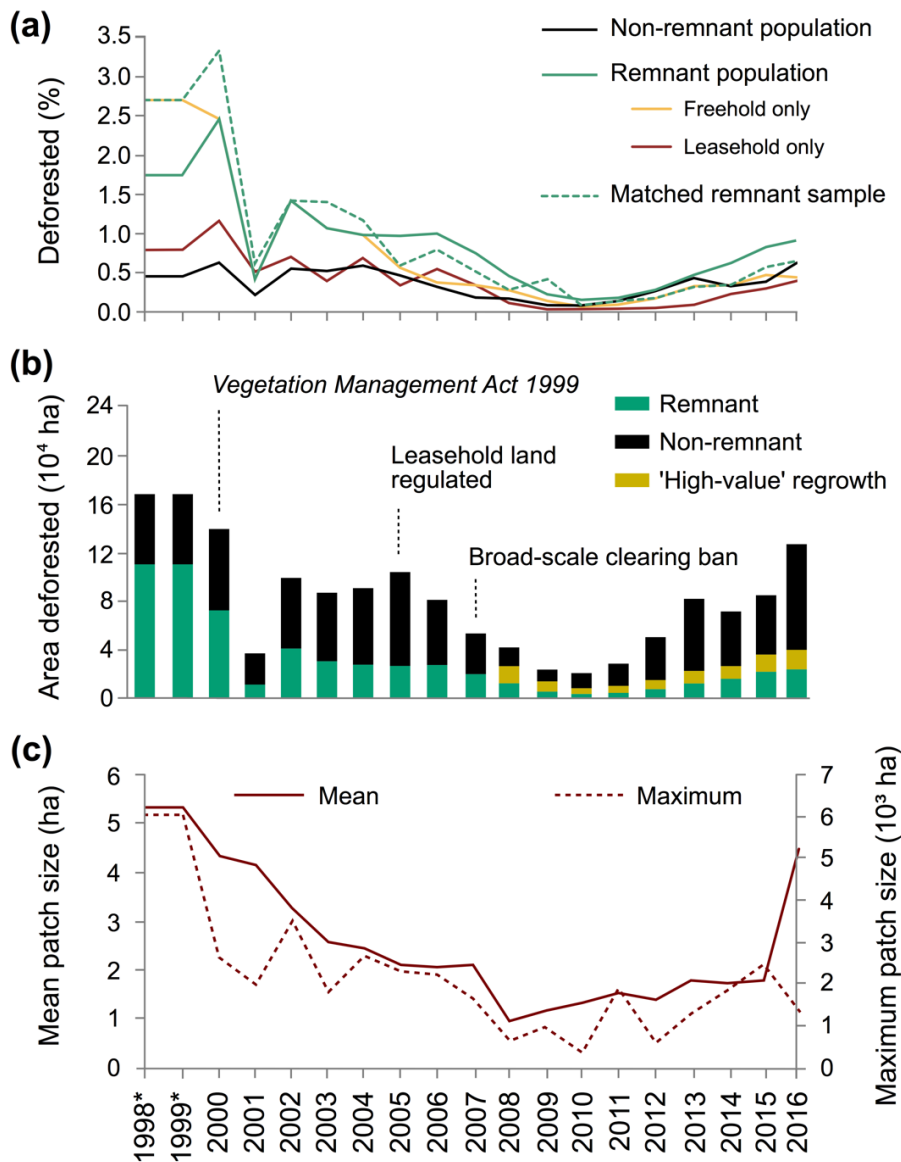 (a)
3.5
3.0
2.5
2.0
1.5
1.0
0.5
0.0
Deforested (%)
Non-remnant population
Remnant population
Freehold only
Leasehold only
Matched remnant sample
(b)
Vegetation Management Act 1999
24
20
16
12
8
4
0
Area deforested (10⁴ ha)
Remnant
Non-remnant
'High-value' regrowth
Leasehold land
regulated
Broad-scale clearing ban
(c)
6
5
4
3
2
1
0
Mean patch size (ha)
Mean
Maximum
7
6
5
4
3
2
1
0
Maximum patch size (10³ ha)
1998*
1999*
2000
2001
2002
2003
2004
2005
2006
2007
2008
2009
2010
2011
2012
2013
2014
2015
2016